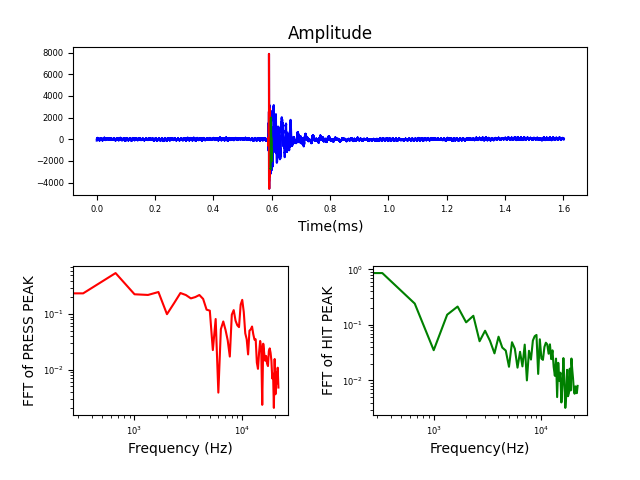 Amplitude
8000
6000
4000
2000
0
−2000
−4000
0.0 0.2 0.4 0.6 0.8 1.0 1.2 1.4 1.6
Time(ms)
FFT of PRESS PEAK
10⁻¹
10⁻²
10³ 10⁴
Frequency (Hz)
FFT of HIT PEAK
10⁰
10⁻¹
10⁻²
10³ 10⁴
Frequency(Hz)